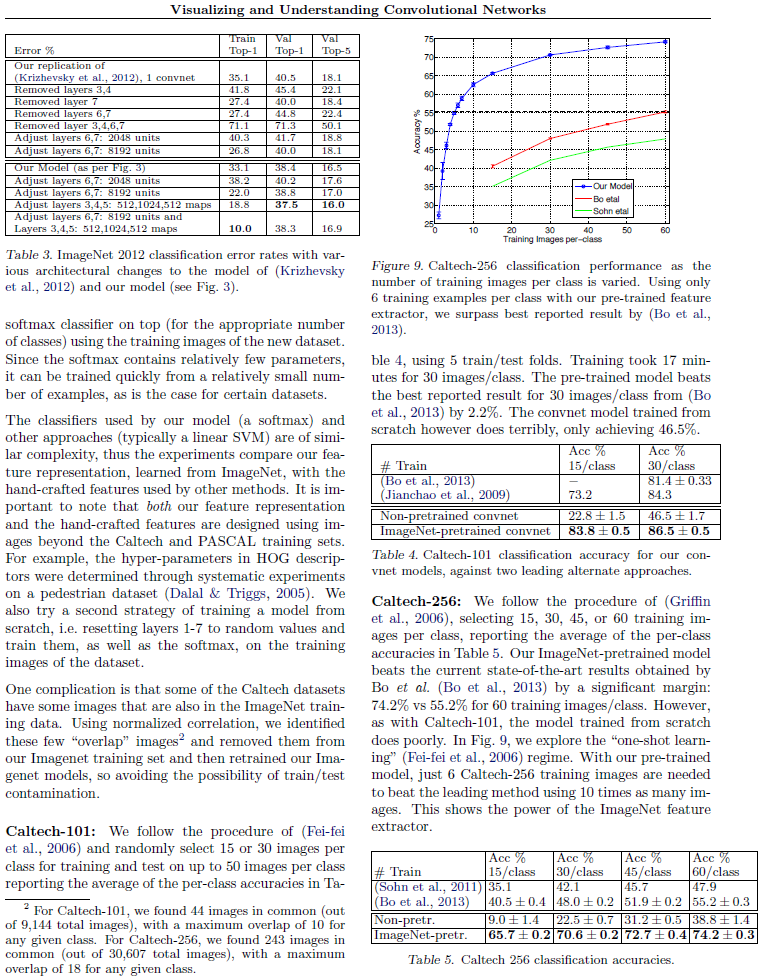 Visualizing and Understanding Convolutional Networks
Error % Train Top-1 Val Top-1 Val Top-5
Our replication of
(Krizhevsky et al., 2012), 1 convnet 35.1 40.5 18.1
Removed layers 3,4 41.8 45.4 22.1
Removed layer 7 27.4 40.0 18.4
Removed layers 6,7 27.4 44.8 22.4
Removed layer 3,4,6,7 71.1 71.3 50.1
Adjust layers 6,7: 2048 units 40.3 41.7 18.8
Adjust layers 6,7: 8192 units 26.8 40.0 18.1
Our Model (as per Fig. 3) 33.1 38.4 16.5
Adjust layers 6,7: 2048 units 38.2 40.2 17.6
Adjust layers 6,7: 8192 units 22.0 38.8 17.0
Adjust layers 3,4,5: 512,1024,512 maps 18.8 37.5 16.0
Adjust layers 6,7: 8192 units and
Layers 3,4,5: 512,1024,512 maps 10.0 38.3 16.9
Table 3. ImageNet 2012 classification error rates with var-
ious architectural changes to the model of (Krizhevsky
et al., 2012) and our model (see Fig. 3).
softmax classifier on top (for the appropriate number
of classes) using the training images of the new dataset.
Since the softmax contains relatively few parameters,
it can be trained quickly from a relatively small num-
ber of examples, as is the case for certain datasets.
The classifiers used by our model (a softmax) and
other approaches (typically a linear SVM) are of simi-
lar complexity, thus the experiments compare our fea-
ture representation, learned from ImageNet, with the
hand-crafted features used by other methods. It is im-
portant to note that both our feature representation
and the hand-crafted features are designed using im-
ages beyond the Caltech and PASCAL training sets.
For example, the hyper-parameters in HOG descrip-
tors were determined through systematic experiments
on a pedestrian dataset (Dalal & Triggs, 2005). We
also try a second strategy of training a model from
scratch, i.e. resetting layers 1-7 to random values and
train them, as well as the softmax, on the training
images of the dataset.
One complication is that some of the Caltech datasets
have some images that are also in the ImageNet train-
ing data. Using normalized correlation, we identified
these few “overlap” images2 and removed them from
our Imagenet training set and then retrained our Ima-
genet models, so avoiding the possibility of train/test
contamination.
Caltech-101: We follow the procedure of (Fei-fei
et al., 2006) and randomly select 15 or 30 images per
class for training and test on up to 50 images per class
reporting the average of the per-class accuracies in Ta-
2 For Caltech-101, we found 44 images in common (out
of 9,144 total images), with a maximum overlap of 10 for
any given class. For Caltech-256, we found 243 images in
common (out of 30,607 total images), with a maximum
overlap of 18 for any given class.
75
70
65
60
55
50
45
40
35
30
25
Accuracy %
0 10 20 30 40 50 60
Training Images per-class
Our Model
Bo etal
Sohn etal
Figure 9. Caltech-256 classification performance as the
number of training images per class is varied. Using only
6 training examples per class with our pre-trained feature
extractor, we surpass best reported result by (Bo et al.,
2013).
ble 4, using 5 train/test folds. Training took 17 min-
utes for 30 images/class. The pre-trained model beats
the best reported result for 30 images/class from (Bo
et al., 2013) by 2.2%. The convnet model trained from
scratch however does terribly, only achieving 46.5%.
# Train Acc % 15/class Acc % 30/class
(Bo et al., 2013) – 81.4 ± 0.33
(Jianchao et al., 2009) 73.2 84.3
Non-pretrained convnet 22.8 ± 1.5 46.5 ± 1.7
ImageNet-pretrained convnet 83.8 ± 0.5 86.5 ± 0.5
Table 4. Caltech-101 classification accuracy for our con-
vnet models, against two leading alternate approaches.
Caltech-256: We follow the procedure of (Griffin
et al., 2006), selecting 15, 30, 45, or 60 training im-
ages per class, reporting the average of the per-class
accuracies in Table 5. Our ImageNet-pretrained model
beats the current state-of-the-art results obtained by
Bo et al. (Bo et al., 2013) by a significant margin:
74.2% vs 55.2% for 60 training images/class. However,
as with Caltech-101, the model trained from scratch
does poorly. In Fig. 9, we explore the “one-shot learn-
ing” (Fei-fei et al., 2006) regime. With our pre-trained
model, just 6 Caltech-256 training images are needed
to beat the leading method using 10 times as many im-
ages. This shows the power of the ImageNet feature
extractor.
# Train Acc % 15/class Acc % 30/class Acc % 45/class Acc % 60/class
(Sohn et al., 2011) 35.1 42.1 45.7 47.9
(Bo et al., 2013) 40.5 ± 0.4 48.0 ± 0.2 51.9 ± 0.2 55.2 ± 0.3
Non-pretr. 9.0 ± 1.4 22.5 ± 0.7 31.2 ± 0.5 38.8 ± 1.4
ImageNet-pretr. 65.7 ± 0.2 70.6 ± 0.2 72.7 ± 0.4 74.2 ± 0.3
Table 5. Caltech 256 classification accuracies.